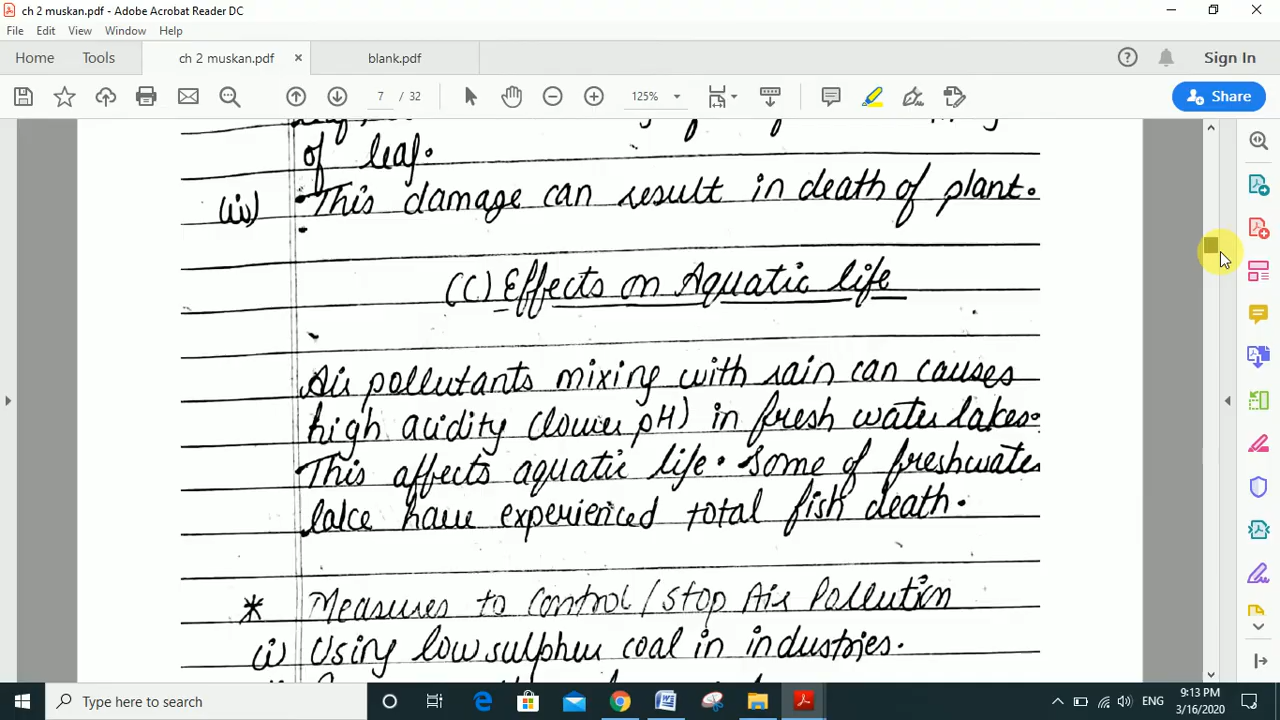 ch 2 muskan.pdf - Adobe Acrobat Reader DC
File Edit View Window Help
Home Tools ch 2 muskan.pdf × blank.pdf Sign In
7 / 32 125% Share
of leaf.
(iii) This damage can result in death of plant.
(C) Effects on Aquatic life
Air pollutants mixing with rain can causes
high acidity (lower pH) in fresh water lakes.
This affects aquatic life. Some of freshwater
lake have experienced total fish death.
* Measures to Control/Stop Air Pollution
(i) Using low sulpher coal in industries.
Type here to search
ENG
9:13 PM
3/16/2020